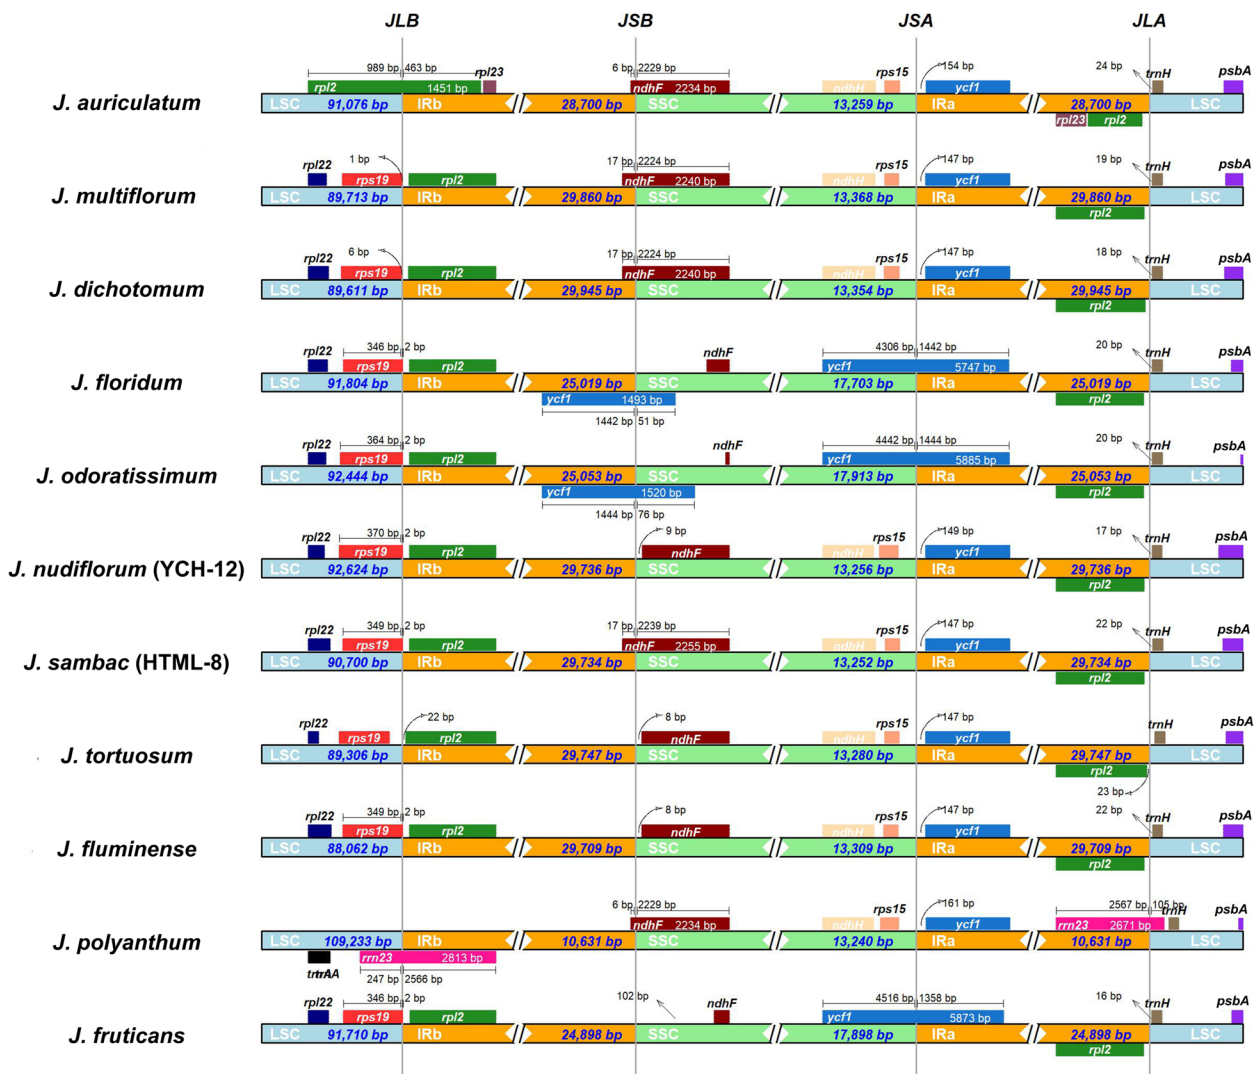 JLB JSB JSA JLA
989 bp 463 bp 6 bp 2229 bp 154 bp 24 bp
rpl23 rps15 trnH psbA
rpl2 1451 bp ndhF 2234 bp ndhH ycf1
J. auriculatum LSC 91,076 bp IRb 28,700 bp SSC 13,259 bp IRa 28,700 bp LSC
rpl23 rpl2
1 bp 17 bp 2224 bp 147 bp 19 bp
rpl22 rps15 trnH psbA
rps19 rpl2 ndhF 2240 bp ndhH ycf1
J. multiflorum LSC 89,713 bp IRb 29,860 bp SSC 13,368 bp IRa 29,860 bp LSC
rpl2
6 bp 17 bp 2224 bp 147 bp 18 bp
rpl22 rps15 trnH psbA
rps19 rpl2 ndhF 2240 bp ndhH ycf1
J. dichotomum LSC 89,611 bp IRb 29,945 bp SSC 13,354 bp IRa 29,945 bp LSC
rpl2
346 bp 2 bp 4306 bp 1442 bp 20 bp
rpl22 ndhF trnH psbA
rps19 rpl2 ycf1 5747 bp
J. floridum LSC 91,804 bp IRb 25,019 bp SSC 17,703 bp IRa 25,019 bp LSC
ycf1 1493 bp rpl2
1442 bp 51 bp
364 bp 2 bp 4442 bp 1444 bp 20 bp
rpl22 ndhF trnH psbA
rps19 rpl2 ycf1 5885 bp
J. odoratissimum LSC 92,444 bp IRb 25,053 bp SSC 17,913 bp IRa 25,053 bp LSC
ycf1 1520 bp rpl2
1444 bp 76 bp
370 bp 2 bp 9 bp 149 bp 17 bp
rpl22 rps15 trnH psbA
rps19 rpl2 ndhF ndhH ycf1
J. nudiflorum (YCH-12) LSC 92,624 bp IRb 29,736 bp SSC 13,256 bp IRa 29,736 bp LSC
rpl2
349 bp 2 bp 17 bp 2239 bp 147 bp 22 bp
rpl22 rps15 trnH psbA
rps19 rpl2 ndhF 2255 bp ndhH ycf1
J. sambac (HTML-8) LSC 90,700 bp IRb 29,734 bp SSC 13,252 bp IRa 29,734 bp LSC
rpl2
22 bp 8 bp 147 bp
rpl22 rps15 trnH psbA
rps19 rpl2 ndhF ndhH ycf1
J. tortuosum LSC 89,306 bp IRb 29,747 bp SSC 13,280 bp IRa 29,747 bp LSC
rpl2
23 bp
349 bp 2 bp 8 bp 147 bp 22 bp
rpl22 rps15 trnH psbA
rps19 rpl2 ndhF ndhH ycf1
J. fluminense LSC 88,062 bp IRb 29,709 bp SSC 13,309 bp IRa 29,709 bp LSC
rpl2
6 bp 2229 bp 161 bp 2567 bp 105 bp
rps15 trnH psbA
ndhF 2234 bp ndhH ycf1 rrn23 2671 bp
J. polyanthum LSC 109,233 bp IRb 10,631 bp SSC 13,240 bp IRa 10,631 bp LSC
rrn23 2813 bp
247 bp 2566 bp
346 bp 2 bp 102 bp 4516 bp 1358 bp 16 bp
rpl22 ndhF trnH psbA
rps19 rpl2 ycf1 5873 bp
J. fruticans LSC 91,710 bp IRb 24,898 bp SSC 17,898 bp IRa 24,898 bp LSC
rpl2